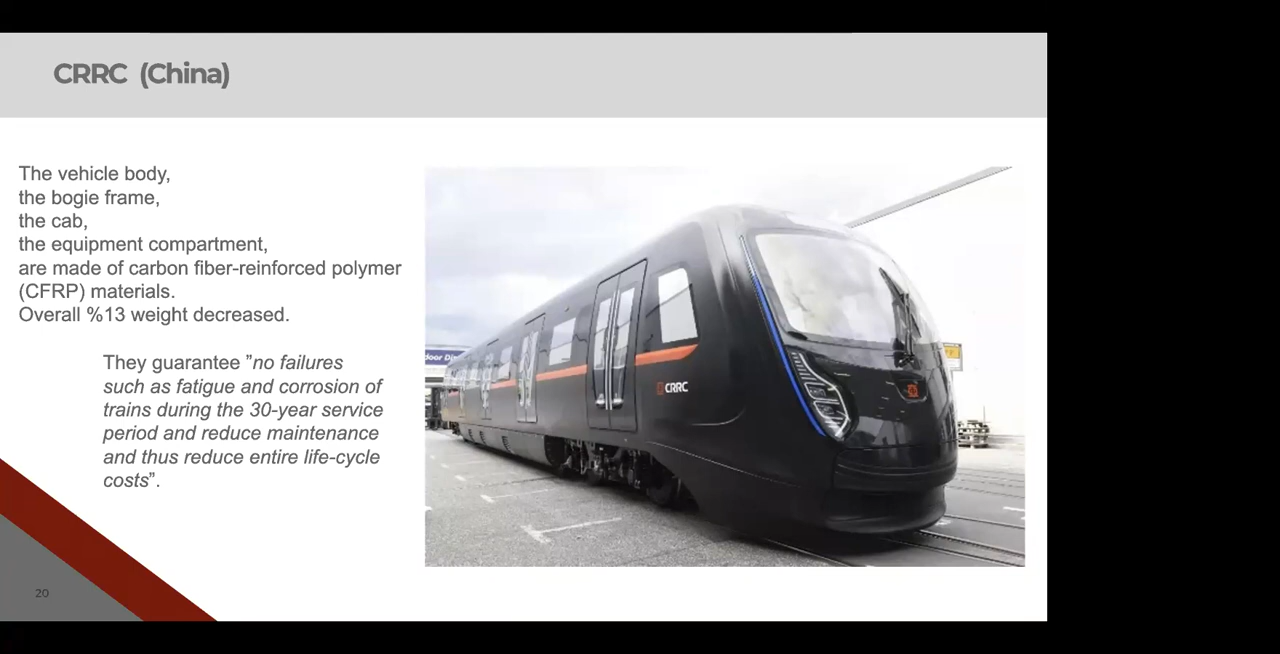 CRRC (China)
The vehicle body,
the bogie frame,
the cab,
the equipment compartment,
are made of carbon fiber-reinforced polymer
(CFRP) materials.
Overall %13 weight decreased.
They guarantee ”no failures
such as fatigue and corrosion of
trains during the 30-year service
period and reduce maintenance
and thus reduce entire life-cycle
costs”.
CRRC
20